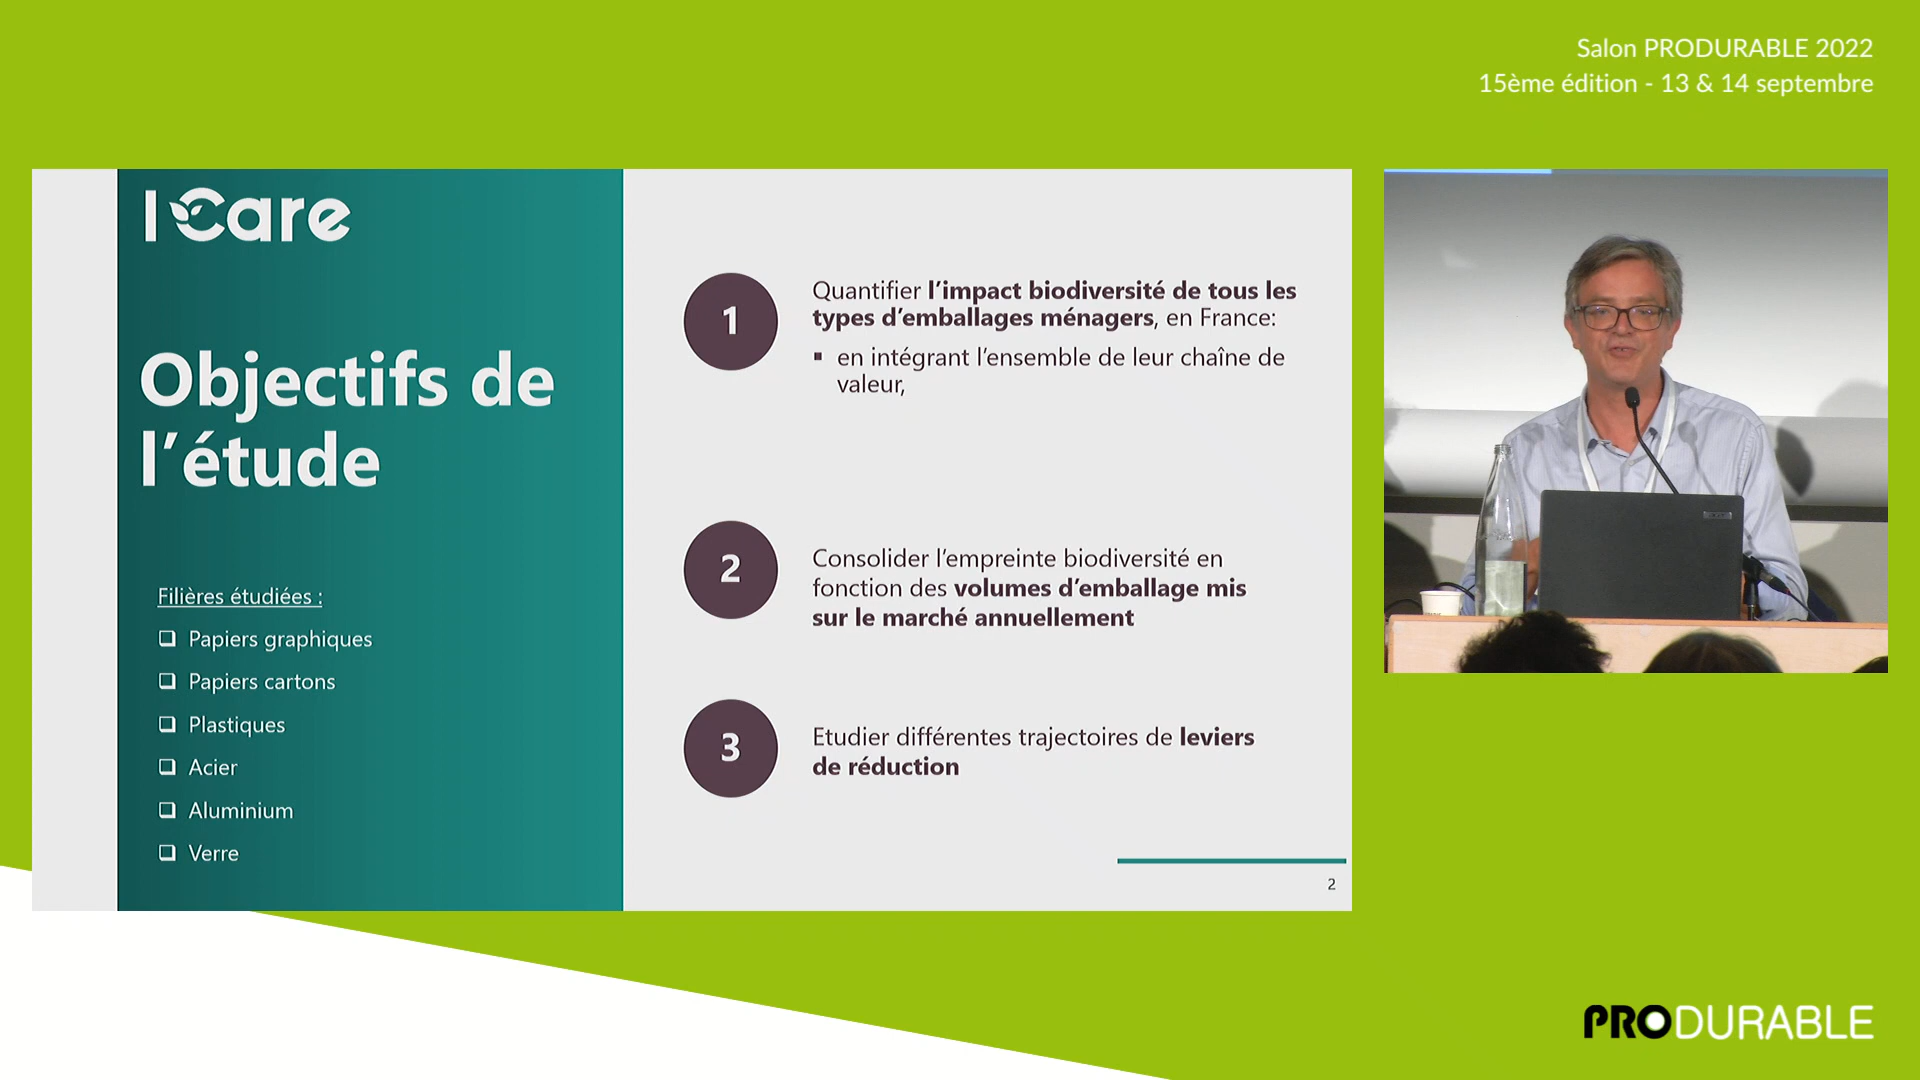 Salon PRODURABLE 2022
15ème édition - 13 & 14 septembre
I Care
Objectifs de
l’étude
Filières étudiées :
Papiers graphiques
Papiers cartons
Plastiques
Acier
Aluminium
Verre
1
Quantifier l’impact biodiversité de tous les
types d’emballages ménagers, en France:
en intégrant l’ensemble de leur chaîne de
valeur,
2
Consolider l’empreinte biodiversité en
fonction des volumes d’emballage mis
sur le marché annuellement
3
Etudier différentes trajectoires de leviers
de réduction
2
PRODURABLE